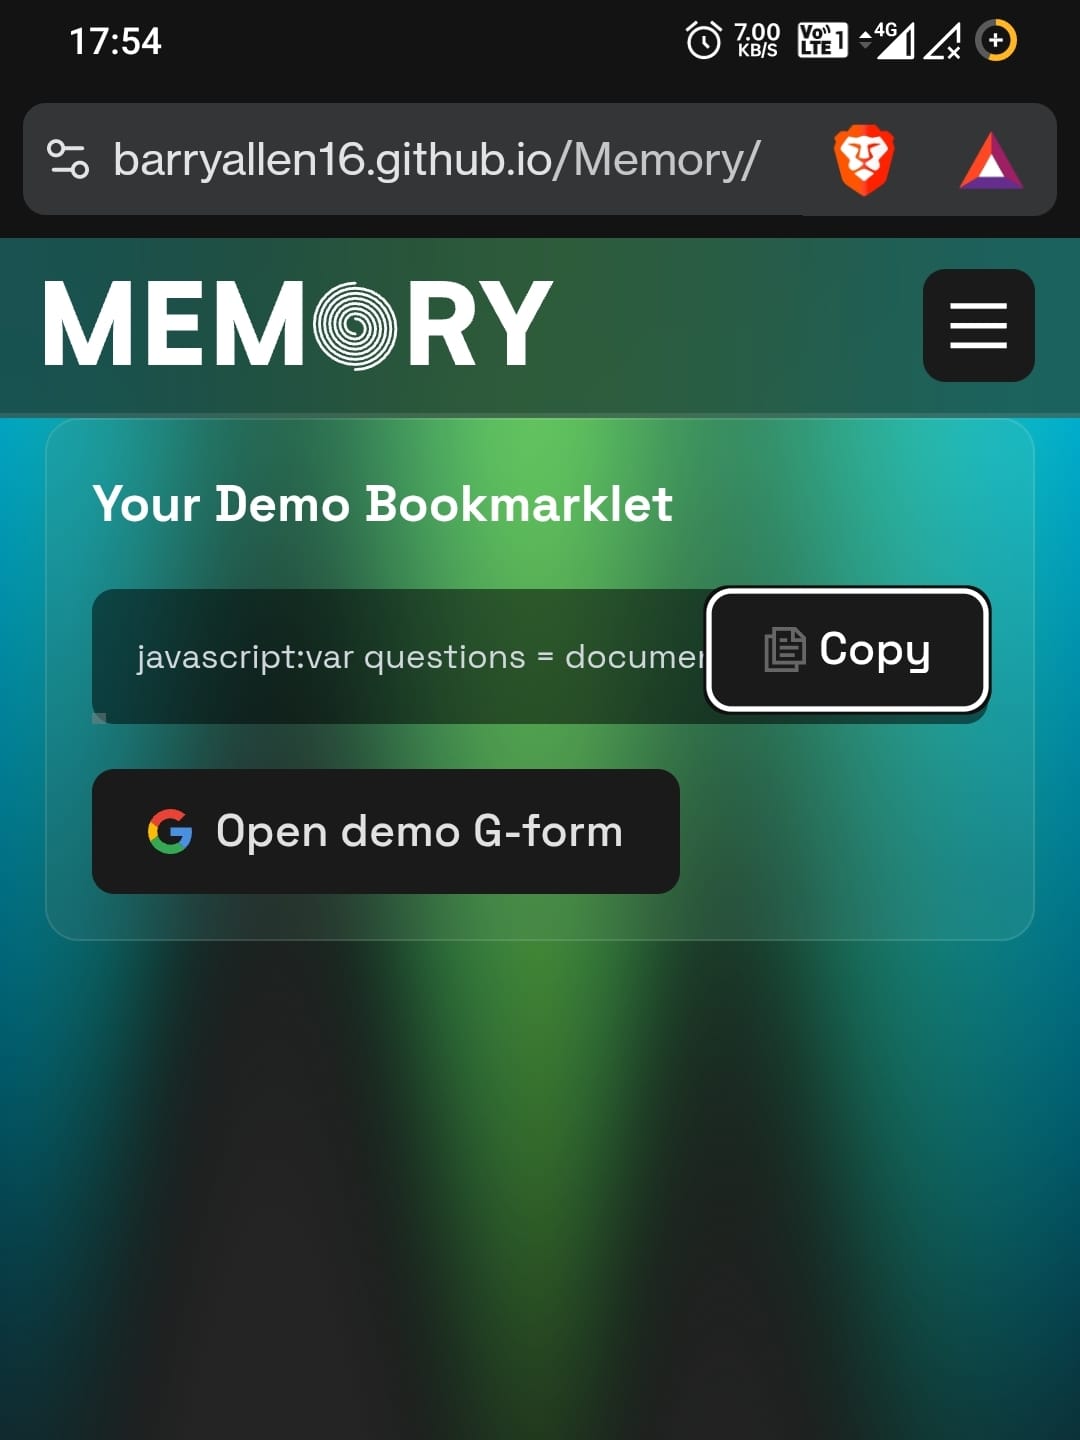 17:54
7.00
KB/S
Vo))
LTE 1
4G
barryallen16.github.io/Memory/
MEMORY
Your Demo Bookmarklet
javascript:var questions = documen
Copy
Open demo G-form